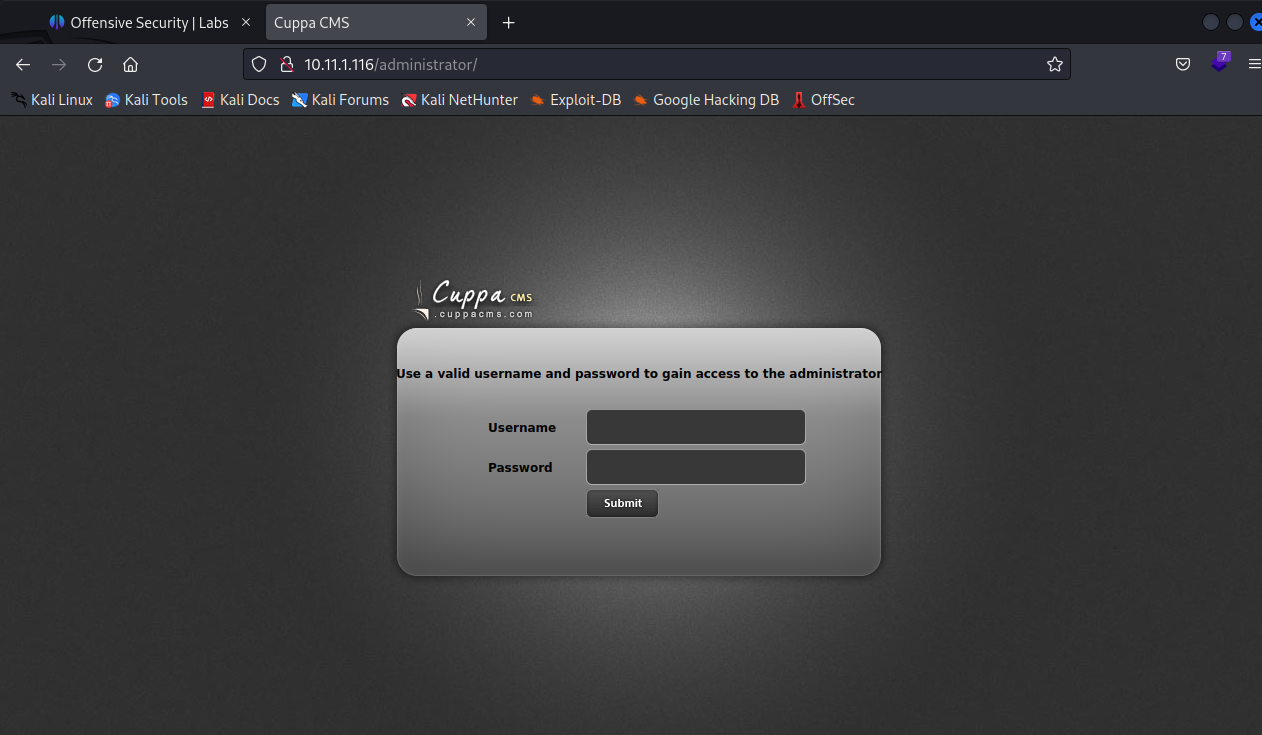 Offensive Security | Labs
Cuppa CMS
10.11.1.116/administrator/
7
Kali Linux
Kali Tools
Kali Docs
Kali Forums
Kali NetHunter
Exploit-DB
Google Hacking DB
OffSec
Cuppa CMS
.cuppacms.com
Use a valid username and password to gain access to the administrator
Username
Password
Submit